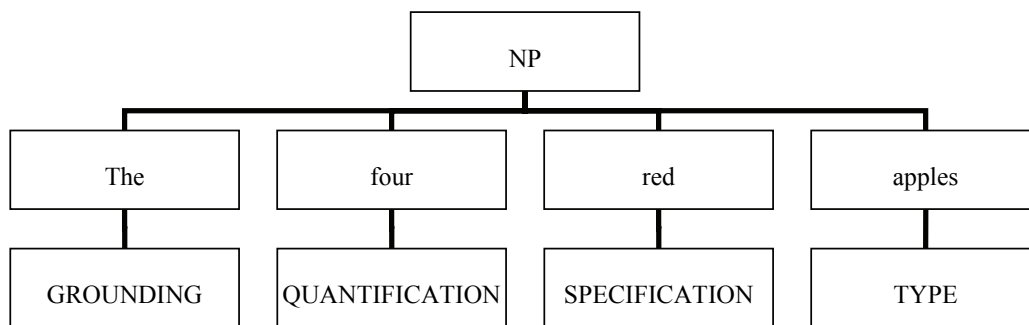 NP
The four red apples
GROUNDING QUANTIFICATION SPECIFICATION TYPE